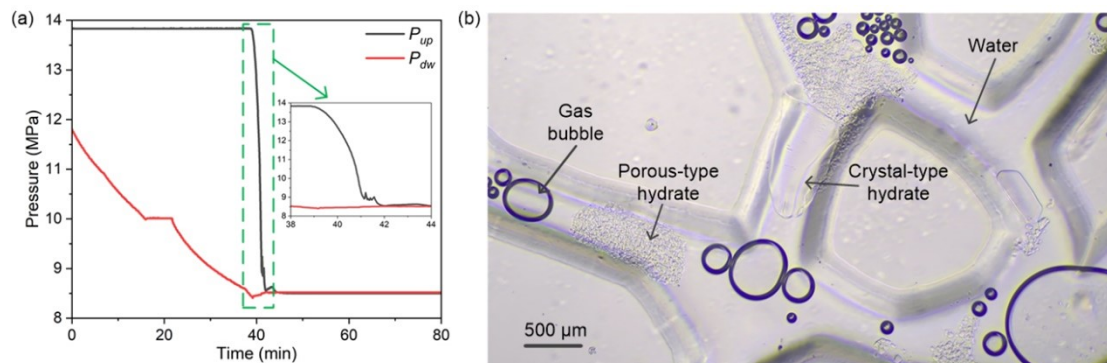 (a)
14
13
12
11
10
9
8
Pressure (MPa)
0
20
40
60
80
Time (min)
P_up
P_dw
14
13
12
11
10
9
8
38
40
42
44
(b)
Water
Gas
bubble
Porous-type
hydrate
Crystal-type
hydrate
500 μm